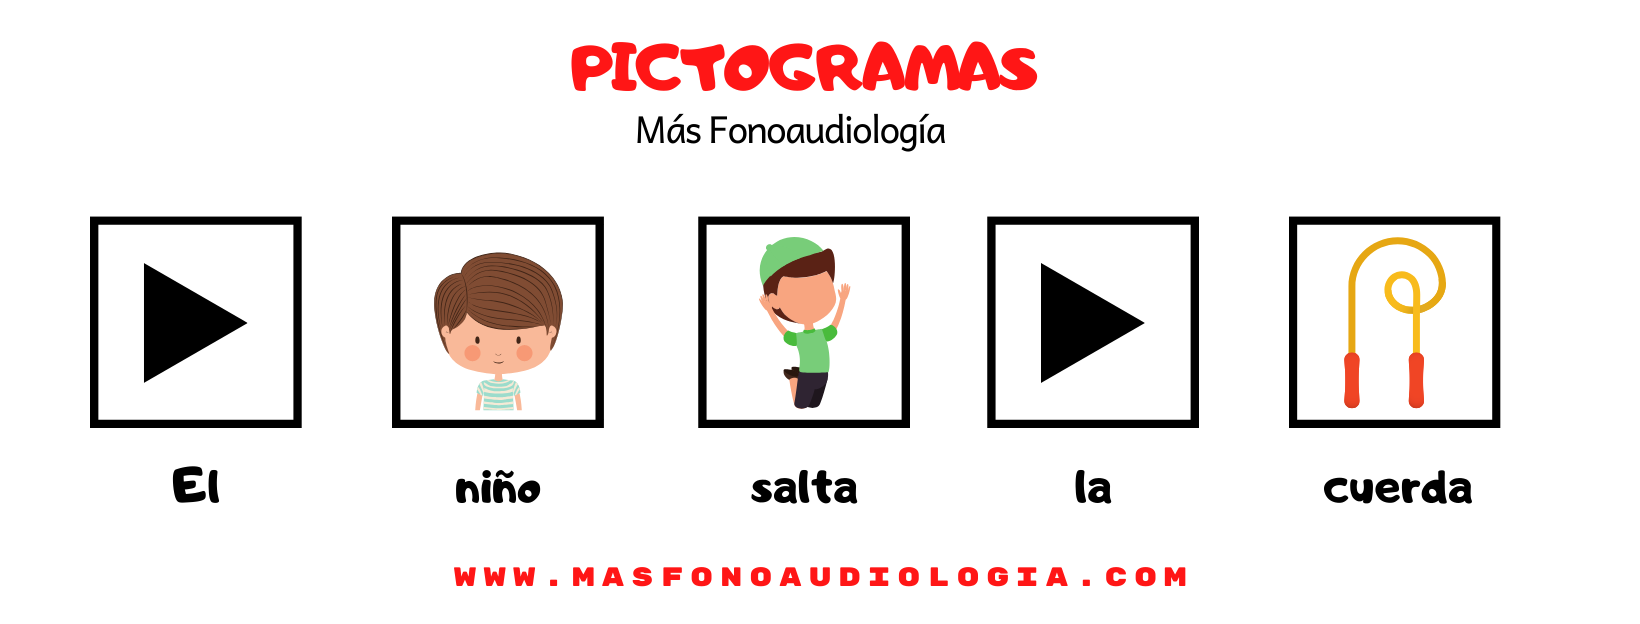 PICTOGRAMAS
Más Fonoaudiología
El niño salta la cuerda
WWW.MASFONOAUDIOLOGIA.COM